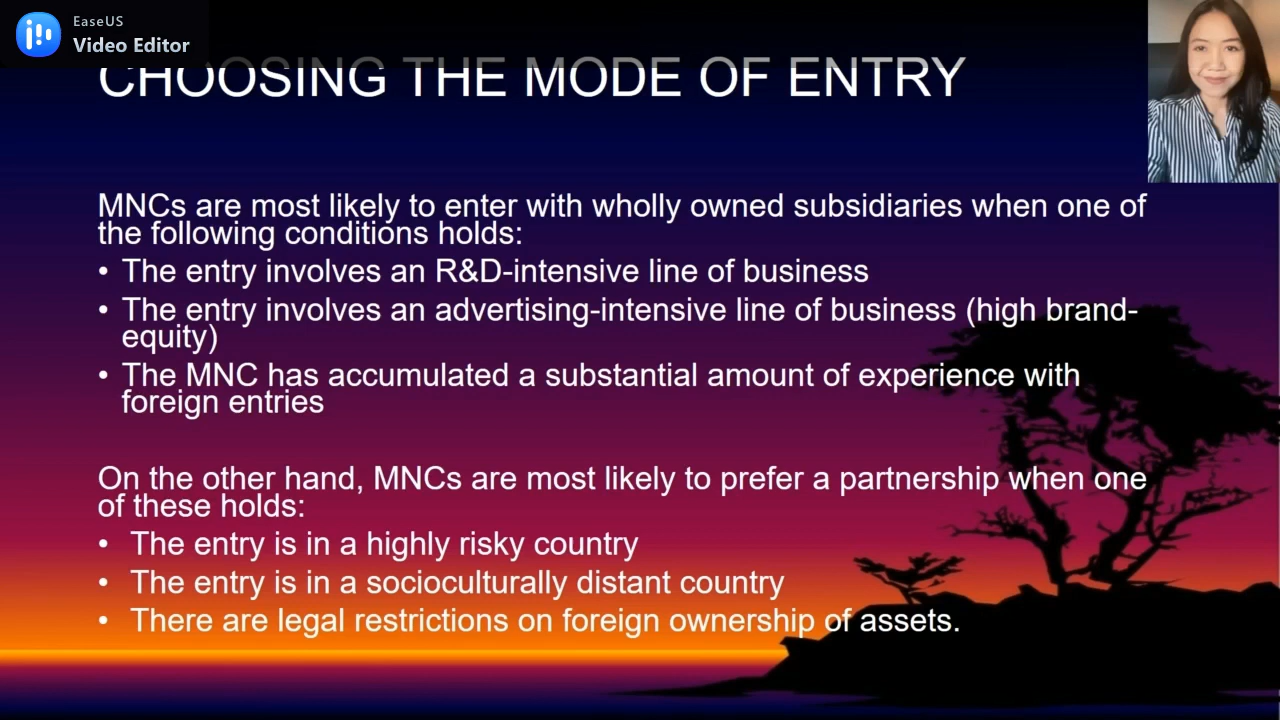 EaseUS
Video Editor
CHOOSING THE MODE OF ENTRY
MNCs are most likely to enter with wholly owned subsidiaries when one of
the following conditions holds:
• The entry involves an R&D-intensive line of business
• The entry involves an advertising-intensive line of business (high brand-
equity)
• The MNC has accumulated a substantial amount of experience with
foreign entries
On the other hand, MNCs are most likely to prefer a partnership when one
of these holds:
• The entry is in a highly risky country
• The entry is in a socioculturally distant country
• There are legal restrictions on foreign ownership of assets.